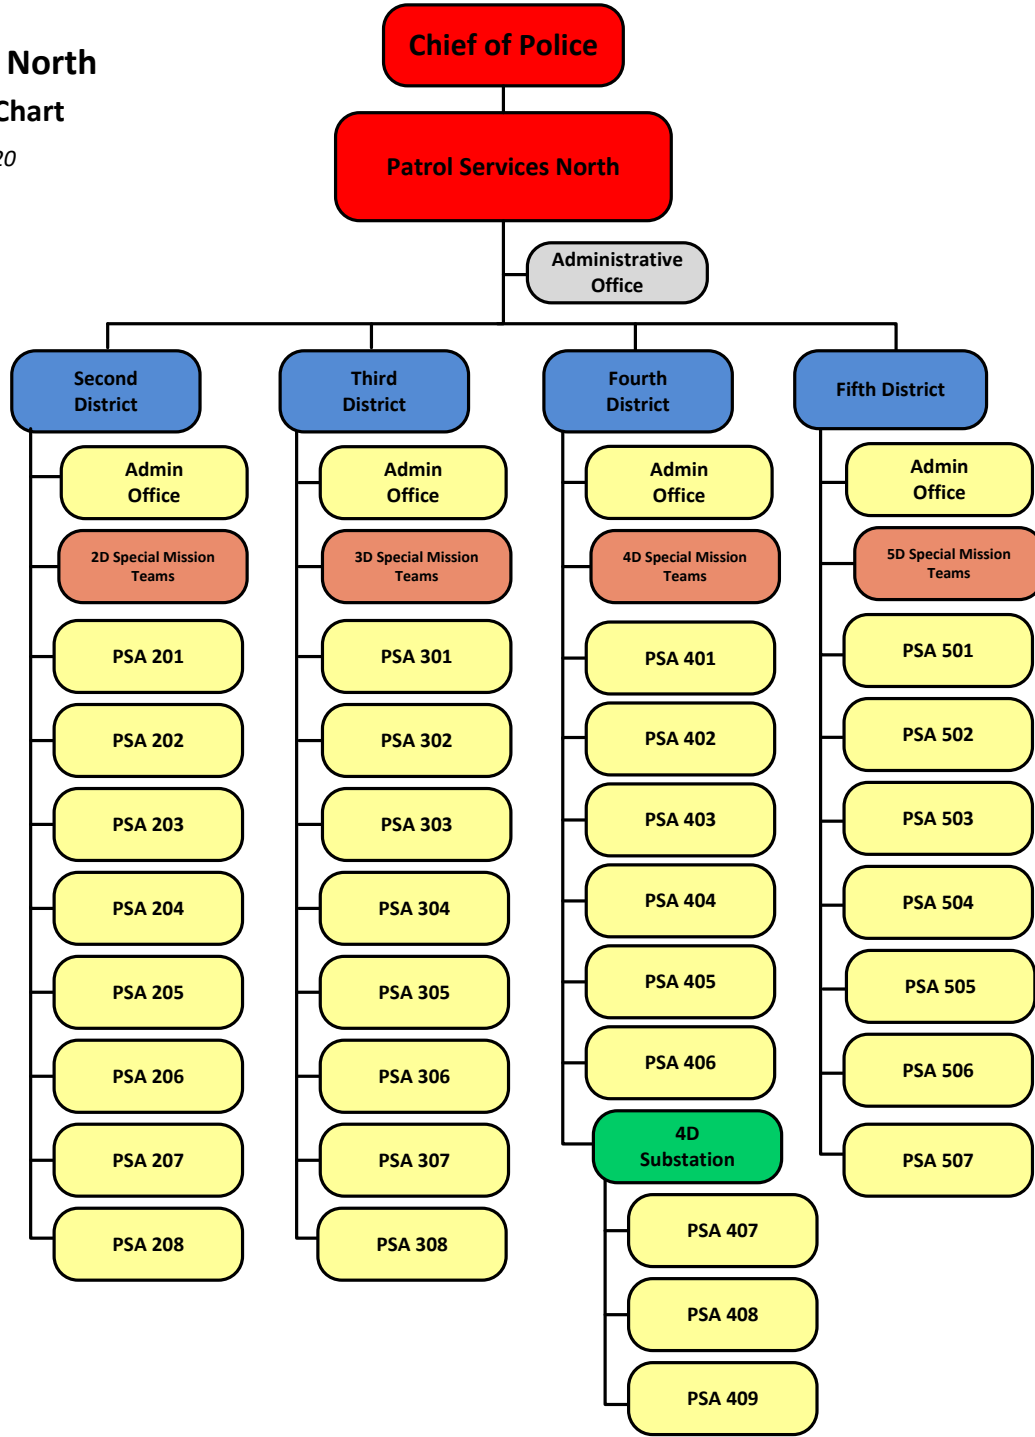 North
Chart
20
Chief of Police
Patrol Services North
Administrative
Office
Second
District
Admin
Office
2D Special Mission
Teams
PSA 201
PSA 202
PSA 203
PSA 204
PSA 205
PSA 206
PSA 207
PSA 208
Third
District
Admin
Office
3D Special Mission
Teams
PSA 301
PSA 302
PSA 303
PSA 304
PSA 305
PSA 306
PSA 307
PSA 308
Fourth
District
Admin
Office
4D Special Mission
Teams
PSA 401
PSA 402
PSA 403
PSA 404
PSA 405
PSA 406
4D
Substation
PSA 407
PSA 408
PSA 409
Fifth District
Admin
Office
5D Special Mission
Teams
PSA 501
PSA 502
PSA 503
PSA 504
PSA 505
PSA 506
PSA 507